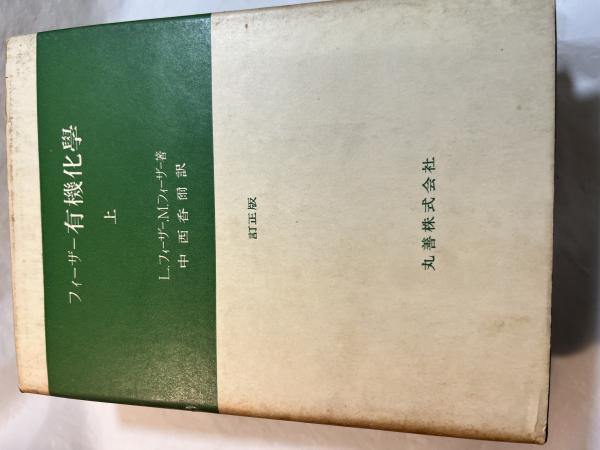 フィーザー有機化學
上
L.フィーザー.M.フィーザー著
中西香爾訳
訂正版
丸善株式会社